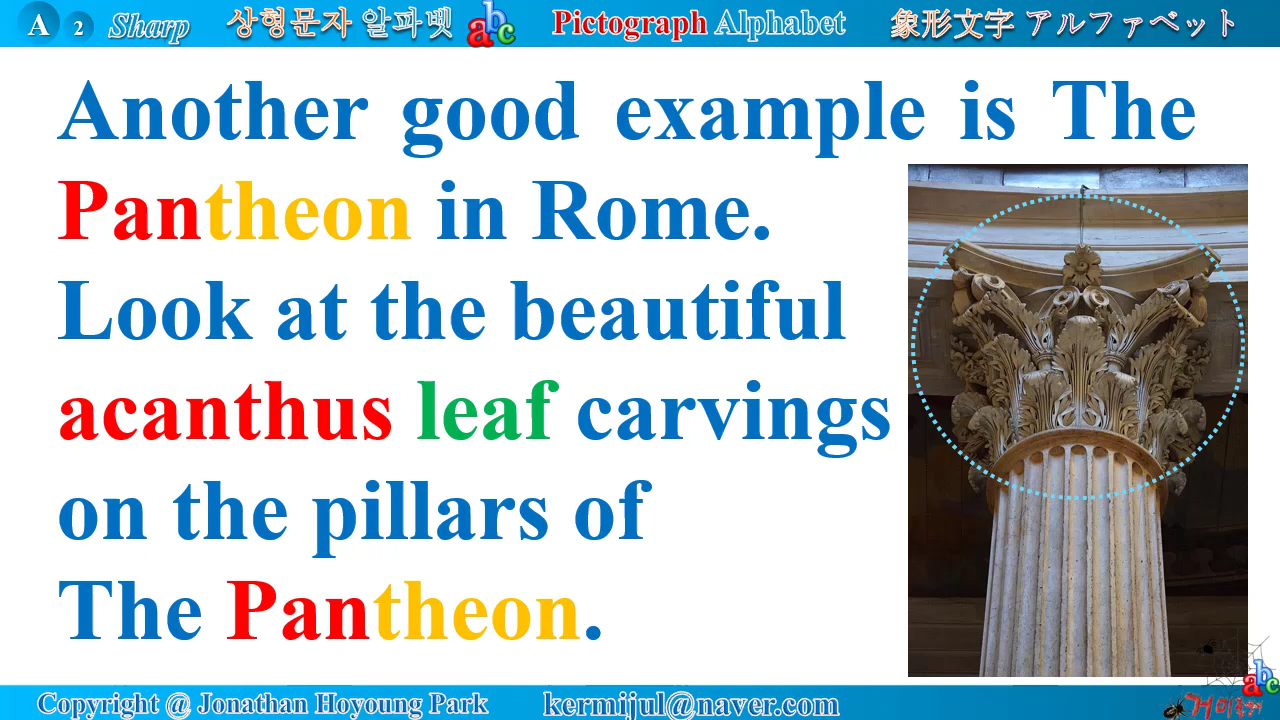 A 2 Sharp 상형문자 알파벳 abc Pictograph Alphabet 象形文字 アルファベット
Another good example is The
Pantheon in Rome.
Look at the beautiful
acanthus leaf carvings
on the pillars of
The Pantheon.
Copyright @ Jonathan Hoyoung Park kermijul@naver.com
abc